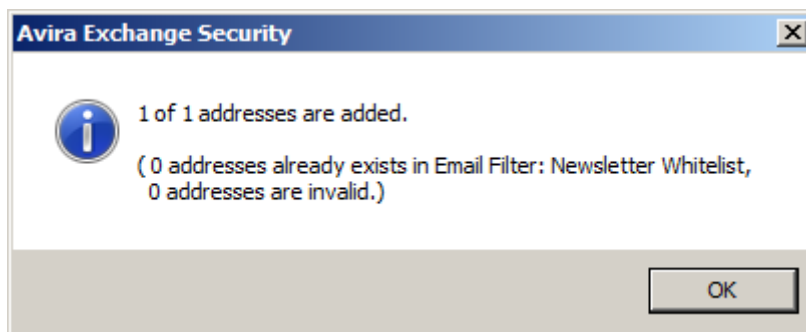 Avira Exchange Security
1 of 1 addresses are added.
( 0 addresses already exists in Email Filter: Newsletter Whitelist,
0 addresses are invalid.)
OK